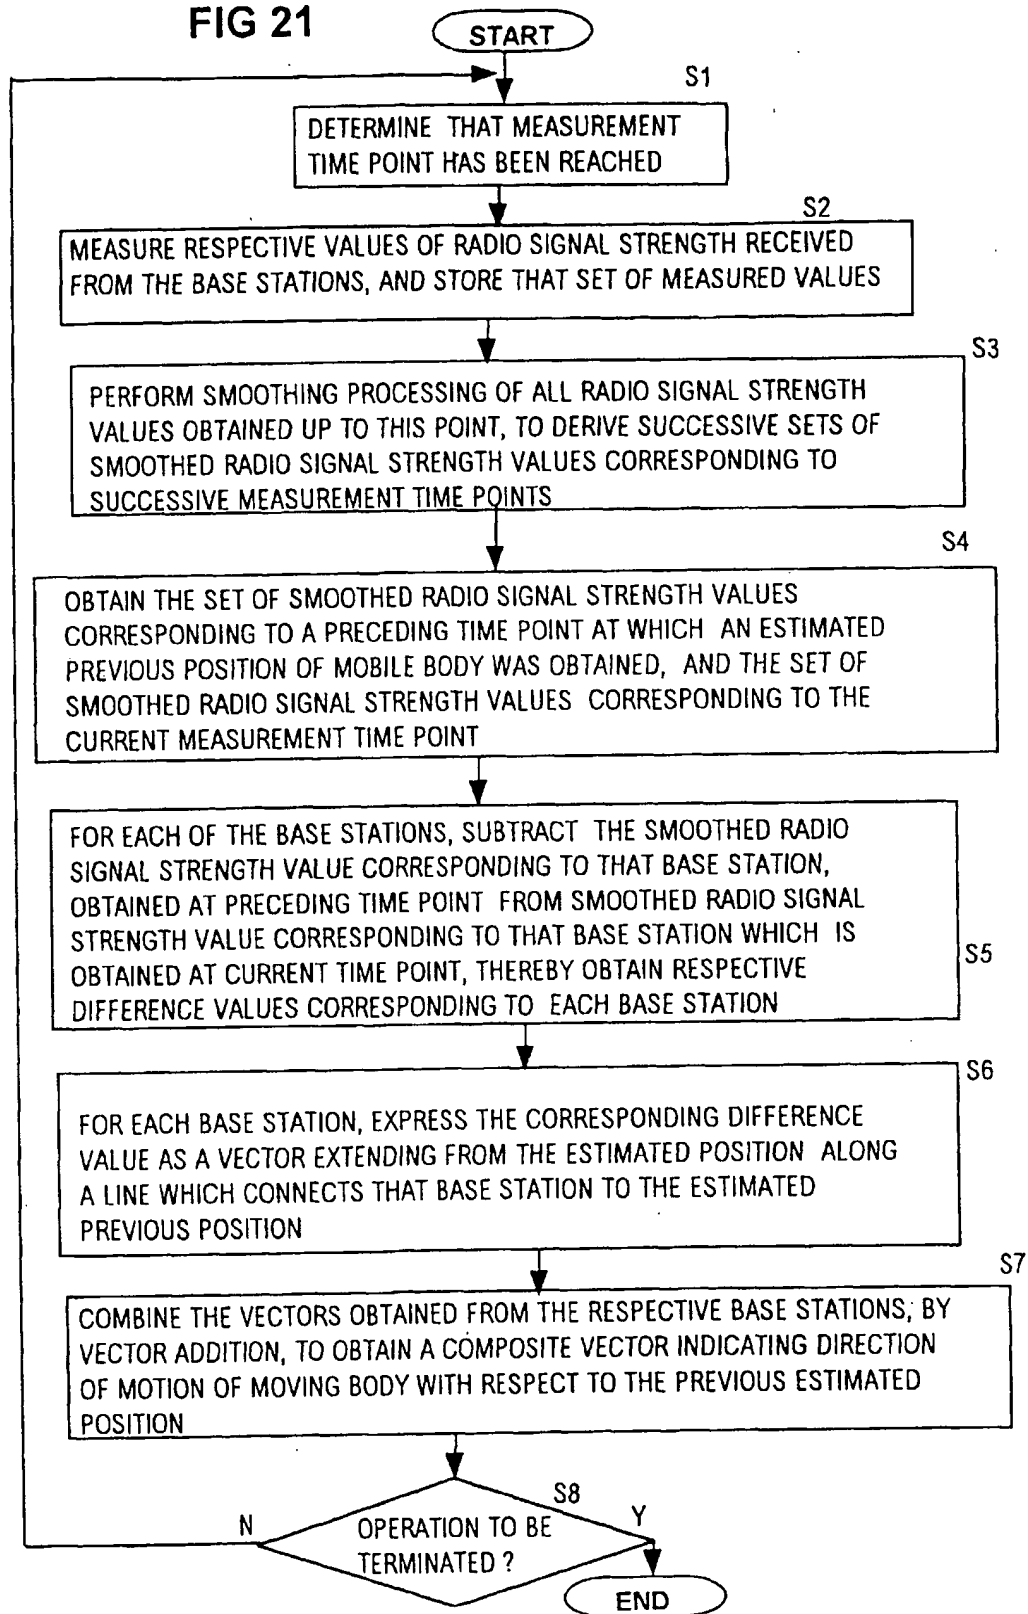 FIG 21
START
S1
DETERMINE THAT MEASUREMENT
TIME POINT HAS BEEN REACHED
S2
MEASURE RESPECTIVE VALUES OF RADIO SIGNAL STRENGTH RECEIVED
FROM THE BASE STATIONS, AND STORE THAT SET OF MEASURED VALUES
S3
PERFORM SMOOTHING PROCESSING OF ALL RADIO SIGNAL STRENGTH
VALUES OBTAINED UP TO THIS POINT, TO DERIVE SUCCESSIVE SETS OF
SMOOTHED RADIO SIGNAL STRENGTH VALUES CORRESPONDING TO
SUCCESSIVE MEASUREMENT TIME POINTS
S4
OBTAIN THE SET OF SMOOTHED RADIO SIGNAL STRENGTH VALUES
CORRESPONDING TO A PRECEDING TIME POINT AT WHICH AN ESTIMATED
PREVIOUS POSITION OF MOBILE BODY WAS OBTAINED, AND THE SET OF
SMOOTHED RADIO SIGNAL STRENGTH VALUES CORRESPONDING TO THE
CURRENT MEASUREMENT TIME POINT
FOR EACH OF THE BASE STATIONS, SUBTRACT THE SMOOTHED RADIO
SIGNAL STRENGTH VALUE CORRESPONDING TO THAT BASE STATION,
OBTAINED AT PRECEDING TIME POINT FROM SMOOTHED RADIO SIGNAL
STRENGTH VALUE CORRESPONDING TO THAT BASE STATION WHICH IS
OBTAINED AT CURRENT TIME POINT, THEREBY OBTAIN RESPECTIVE
DIFFERENCE VALUES CORRESPONDING TO EACH BASE STATION
S5
S6
FOR EACH BASE STATION, EXPRESS THE CORRESPONDING DIFFERENCE
VALUE AS A VECTOR EXTENDING FROM THE ESTIMATED POSITION ALONG
A LINE WHICH CONNECTS THAT BASE STATION TO THE ESTIMATED
PREVIOUS POSITION
S7
COMBINE THE VECTORS OBTAINED FROM THE RESPECTIVE BASE STATIONS, BY
VECTOR ADDITION, TO OBTAIN A COMPOSITE VECTOR INDICATING DIRECTION
OF MOTION OF MOVING BODY WITH RESPECT TO THE PREVIOUS ESTIMATED
POSITION
S8
N
Y
OPERATION TO BE
TERMINATED ?
END